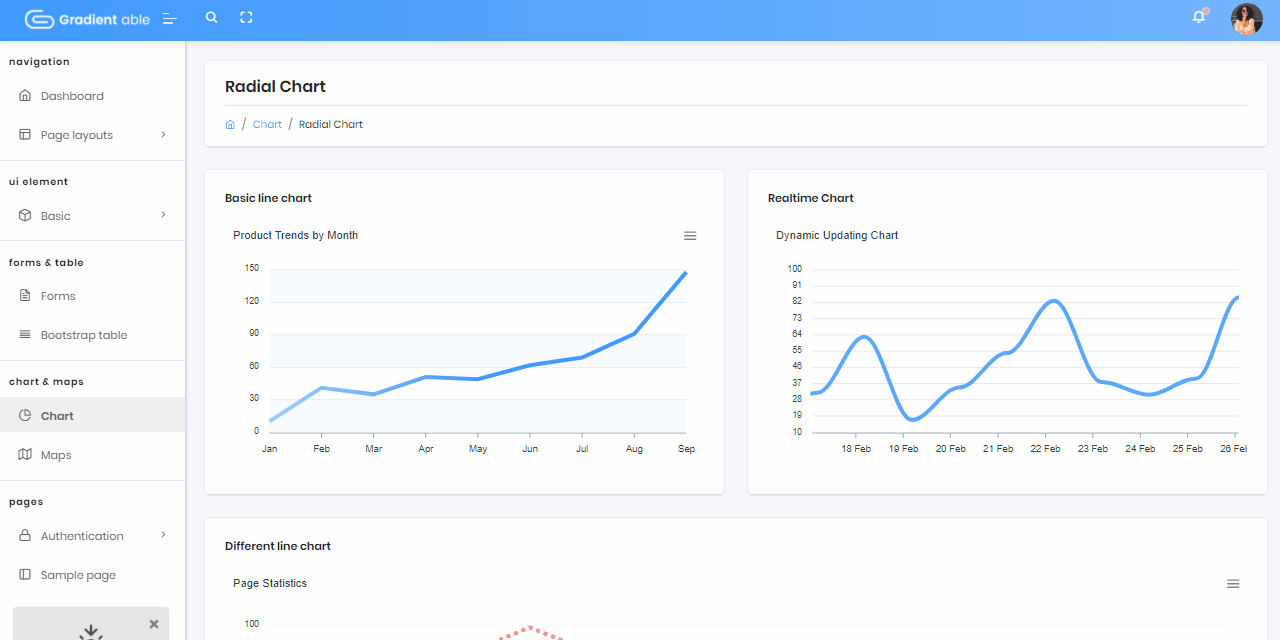 Gradient able
navigation
Dashboard
Page layouts
ui element
Basic
forms & table
Forms
Bootstrap table
chart & maps
Chart
Maps
pages
Authentication
Sample page
Radial Chart
/ Chart / Radial Chart
Basic line chart
Product Trends by Month
150
120
90
60
30
0
Jan Feb Mar Apr May Jun Jul Aug Sep
Realtime Chart
Dynamic Updating Chart
100
91
82
73
64
55
46
37
28
19
10
18 Feb 19 Feb 20 Feb 21 Feb 22 Feb 23 Feb 24 Feb 25 Feb 26 Feb
Different line chart
Page Statistics
100